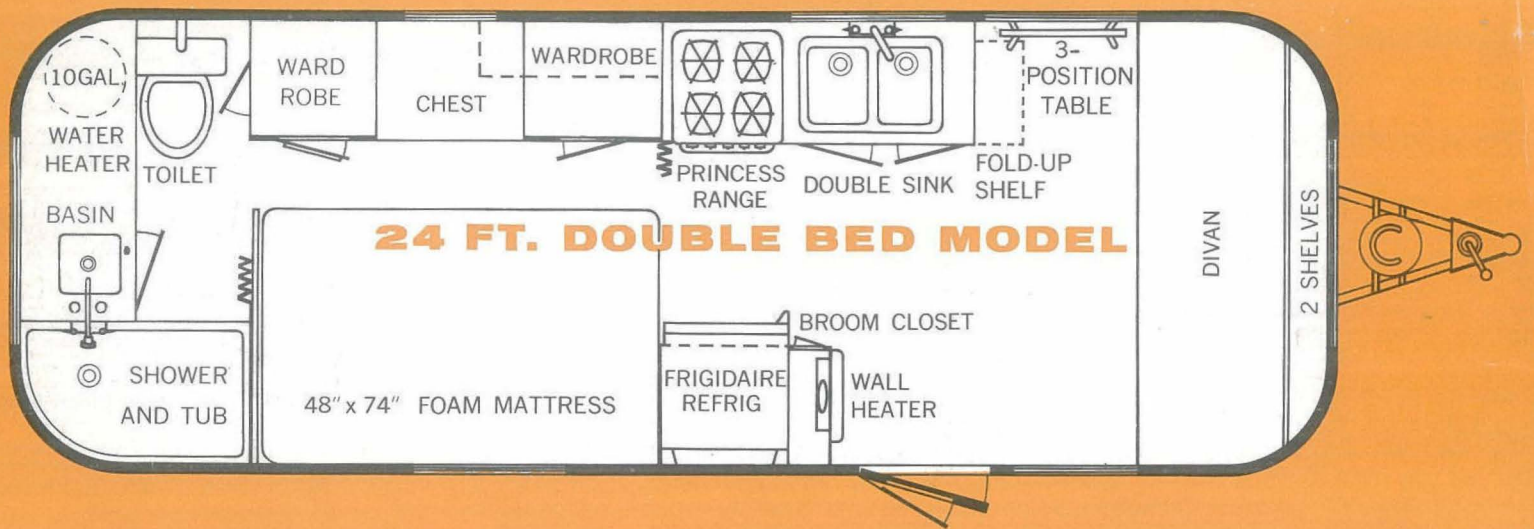 10GAL
WATER
HEATER
TOILET
BASIN
SHOWER
AND TUB
WARD
ROBE
CHEST
WARDROBE
PRINCESS
RANGE
DOUBLE SINK
FOLD-UP
SHELF
3-
POSITION
TABLE
24 FT. DOUBLE BED MODEL
48" x 74" FOAM MATTRESS
FRIGIDAIRE
REFRIG
BROOM CLOSET
WALL
HEATER
DIVAN
2 SHELVES